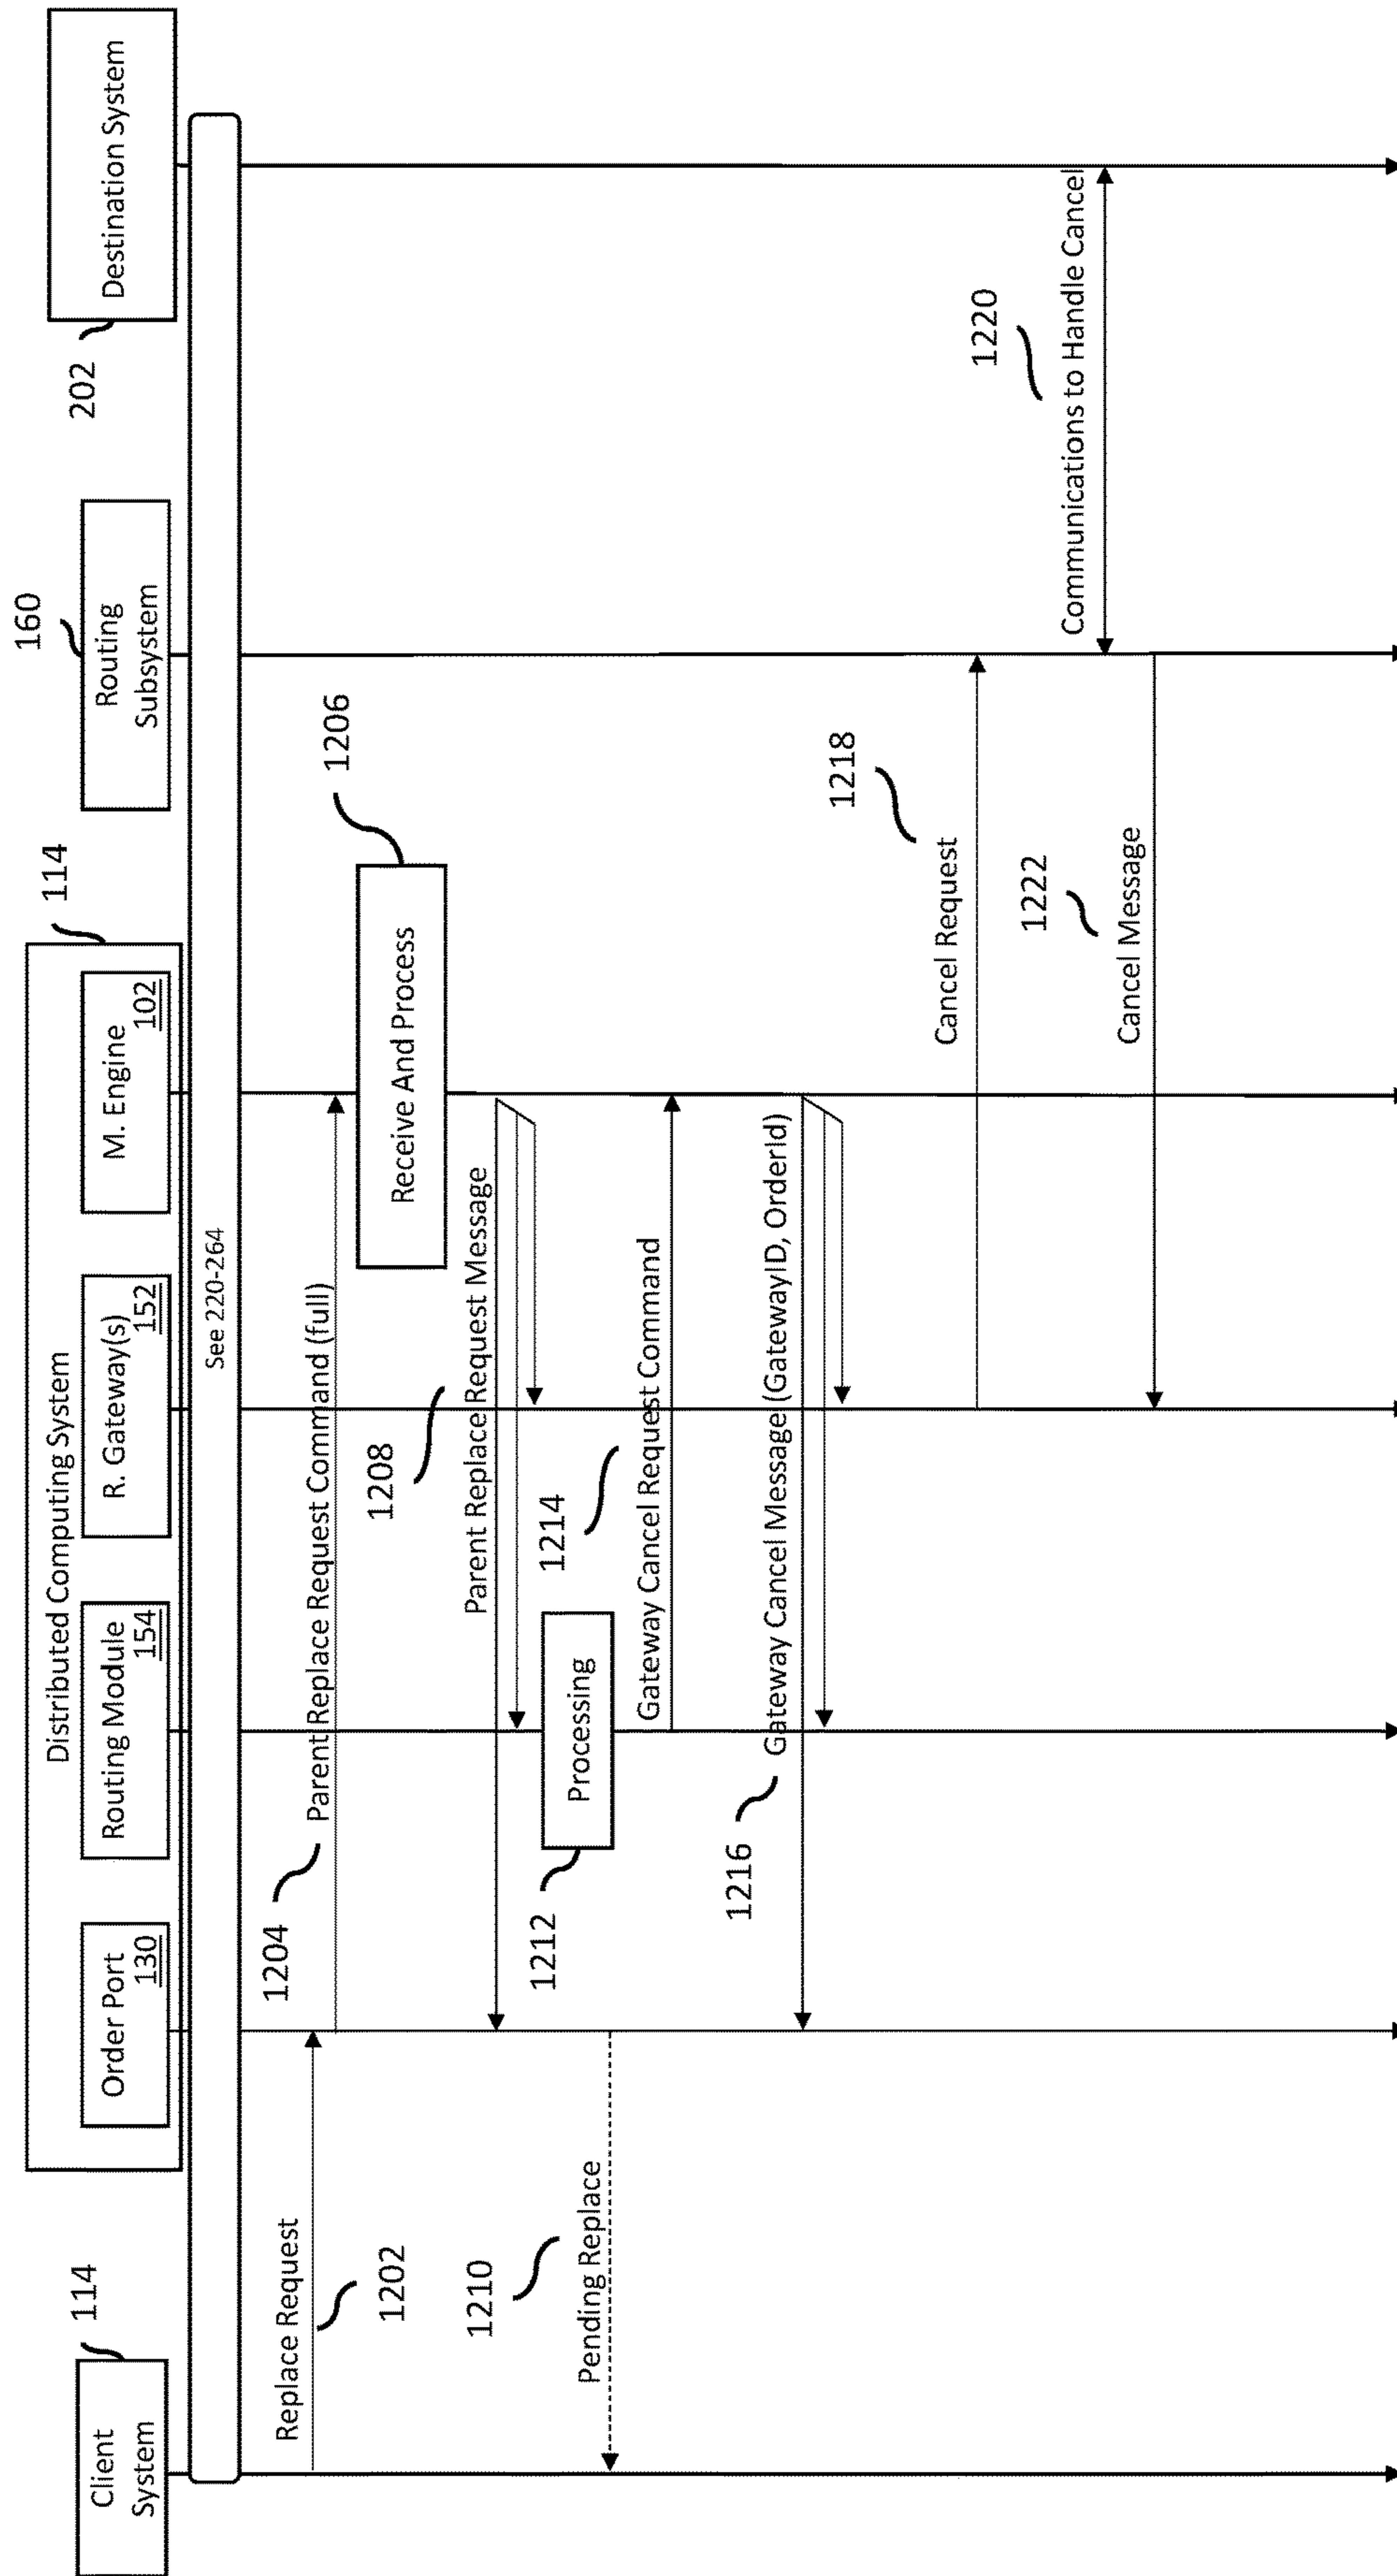 Client
System
114
Distributed Computing System
114
Order Port
130
Routing Module
154
R. Gateway(s)
152
M. Engine
102
160
Routing
Subsystem
202
Destination System
See 220-264
Replace Request
1202
1204
Parent Replace Request Command (full)
1206
Receive And Process
1208
Parent Replace Request Message
1210
Pending Replace
1212
Processing
1214
Gateway Cancel Request Command
1216
Gateway Cancel Message (GatewayID, OrderId)
1218
Cancel Request
1220
Communications to Handle Cancel
1222
Cancel Message